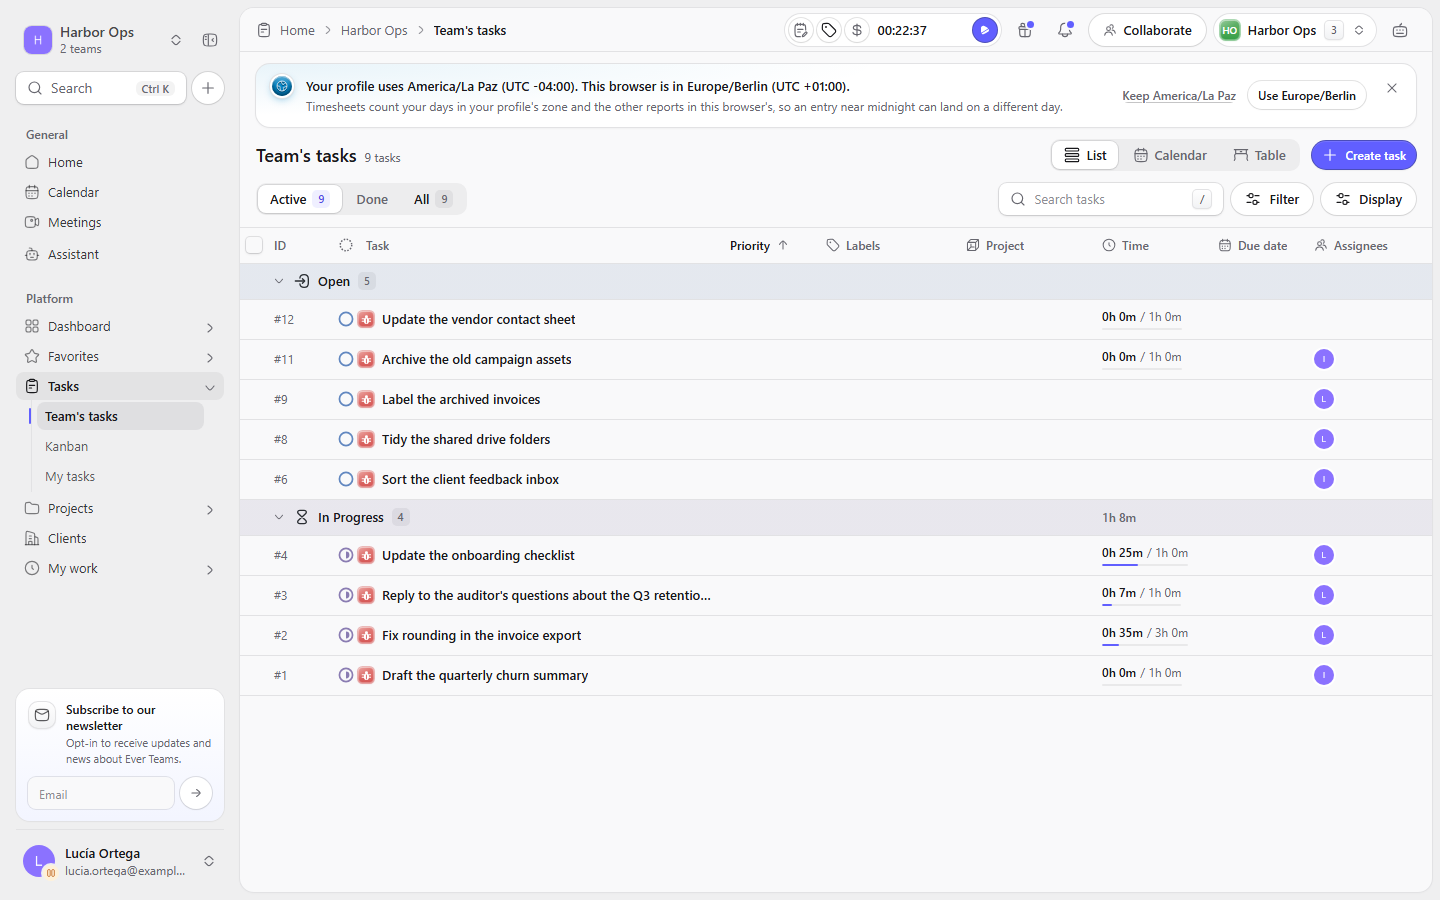 H
Harbor Ops
2 teams
Search
Ctrl K
General
Home
Calendar
Meetings
Assistant
Platform
Dashboard
Favorites
Tasks
Team's tasks
Kanban
My tasks
Projects
Clients
My work
Subscribe to our newsletter
Opt-in to receive updates and news about Ever Teams.
Email
L
Lucía Ortega
lucia.ortega@exampl...
Home > Harbor Ops > Team's tasks
00:22:37
Collaborate
HO
Harbor Ops
3
Your profile uses America/La Paz (UTC -04:00). This browser is in Europe/Berlin (UTC +01:00).
Timesheets count your days in your profile's zone and the other reports in this browser's, so an entry near midnight can land on a different day.
Keep America/La Paz
Use Europe/Berlin
Team's tasks
9 tasks
List
Calendar
Table
Create task
Active 9
Done
All 9
Search tasks
/
Filter
Display
ID
Task
Priority
Labels
Project
Time
Due date
Assignees
Open 5
#12 Update the vendor contact sheet 0h 0m / 1h 0m
#11 Archive the old campaign assets 0h 0m / 1h 0m I
#9 Label the archived invoices L
#8 Tidy the shared drive folders L
#6 Sort the client feedback inbox I
In Progress 4 1h 8m
#4 Update the onboarding checklist 0h 25m / 1h 0m L
#3 Reply to the auditor's questions about the Q3 retentio... 0h 7m / 1h 0m L
#2 Fix rounding in the invoice export 0h 35m / 3h 0m L
#1 Draft the quarterly churn summary 0h 0m / 1h 0m I